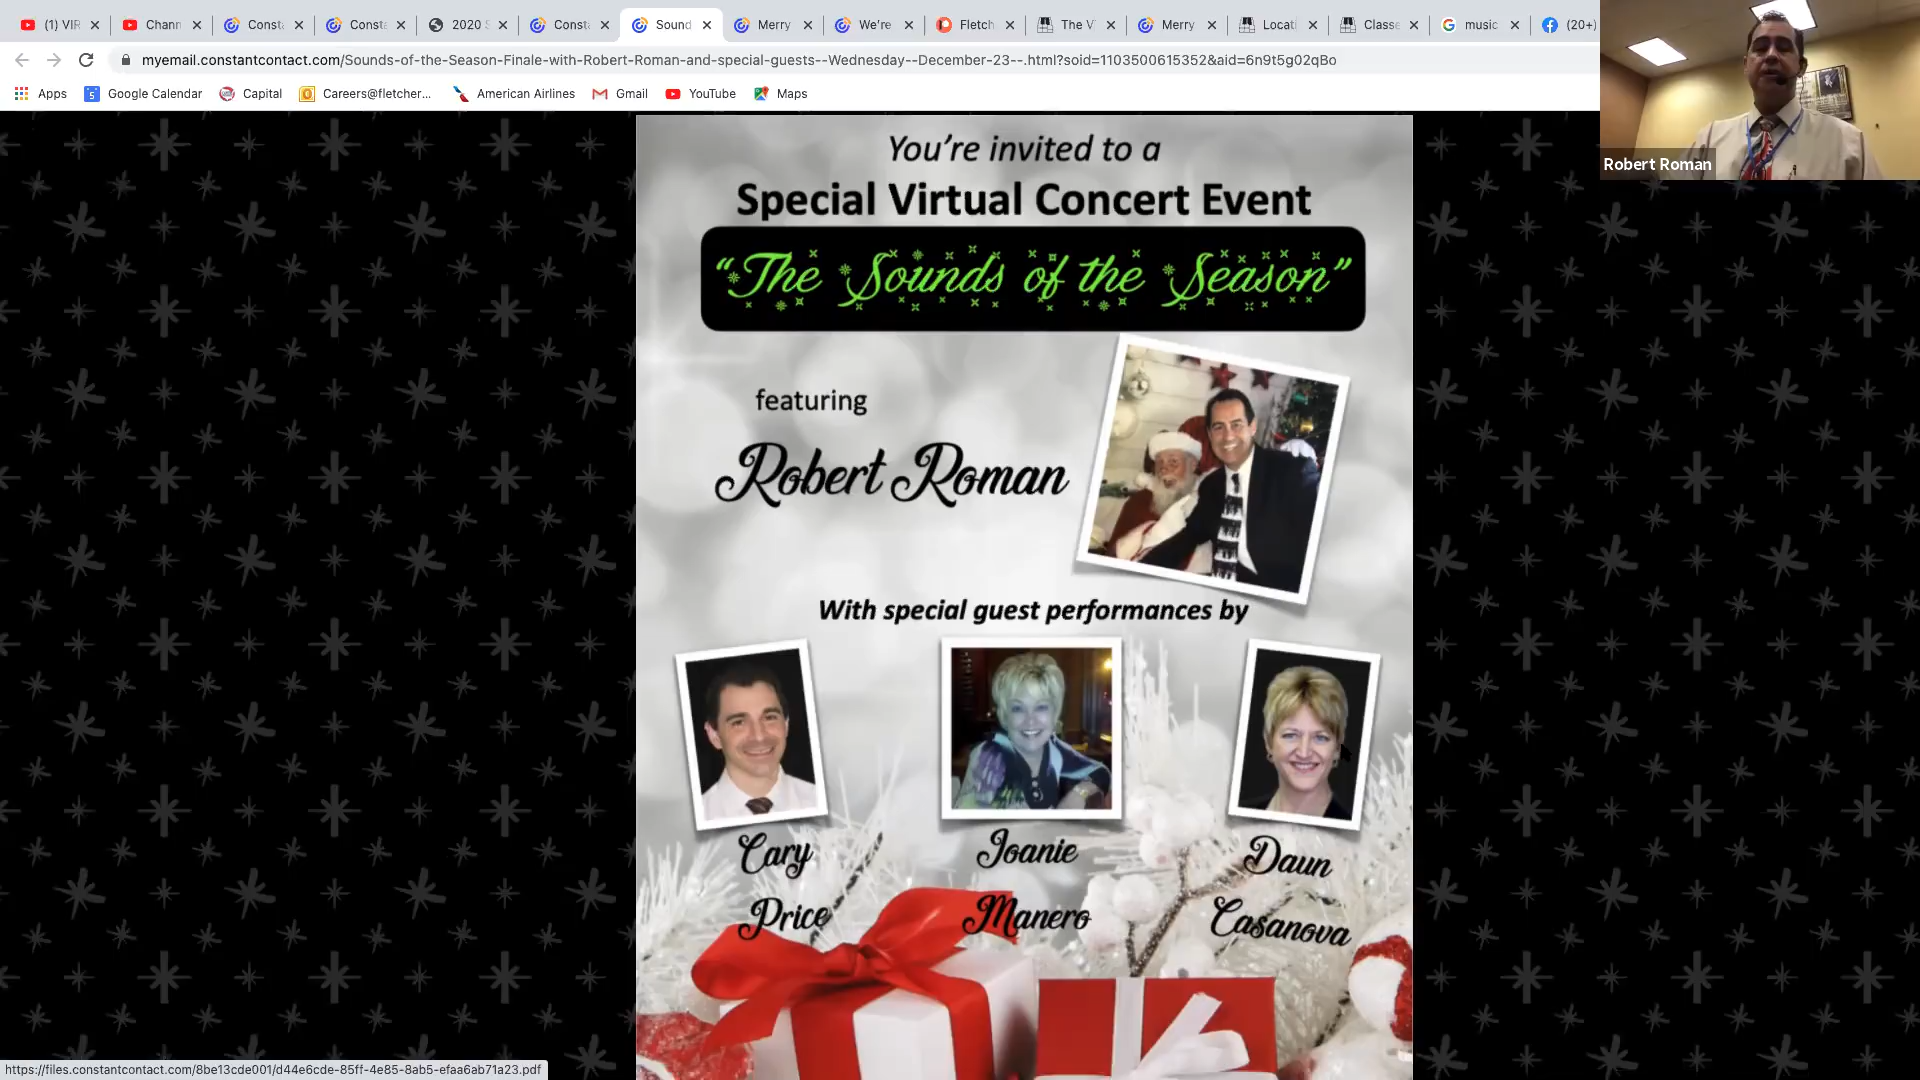 (1) VIR
Chann
Consta
Consta
2020 S
Consta
Sound
Merry
We're
Fletch
The V
Merry
Locati
Classe
music
(20+)
myemail.constantcontact.com/Sounds-of-the-Season-Finale-with-Robert-Roman-and-special-guests--Wednesday--December-23--.html?soid=1103500615352&aid=6n9t5g02qBo
Apps
5
Google Calendar
Capital
Careers@fletcher...
American Airlines
Gmail
YouTube
Maps
Robert Roman
You're invited to a
Special Virtual Concert Event
"The Sounds of the Season"
featuring
Robert Roman
With special guest performances by
Cary
Price
Joanie
Manero
Daun
Casanova
https://files.constantcontact.com/8be13cde001/d44e6cde-85ff-4e85-8ab5-efaa6ab71a23.pdf